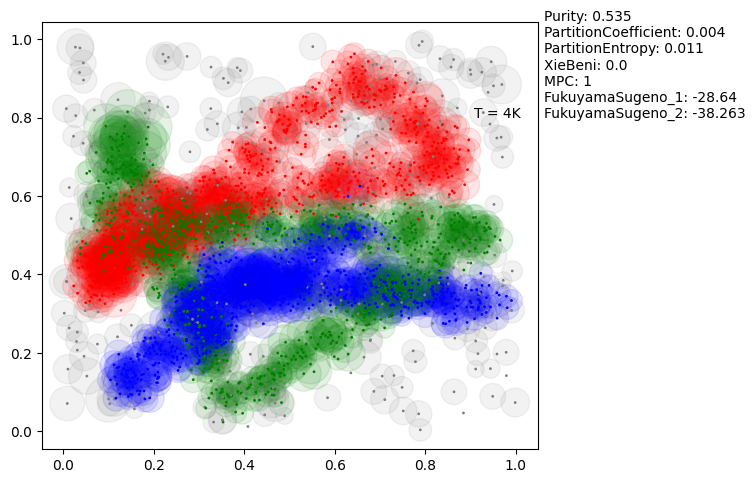 Purity: 0.535
PartitionCoefficient: 0.004
PartitionEntropy: 0.011
XieBeni: 0.0
MPC: 1
FukuyamaSugeno_1: -28.64
FukuyamaSugeno_2: -38.263
T = 4K
1.0
0.8
0.6
0.4
0.2
0.0
0.0 0.2 0.4 0.6 0.8 1.0